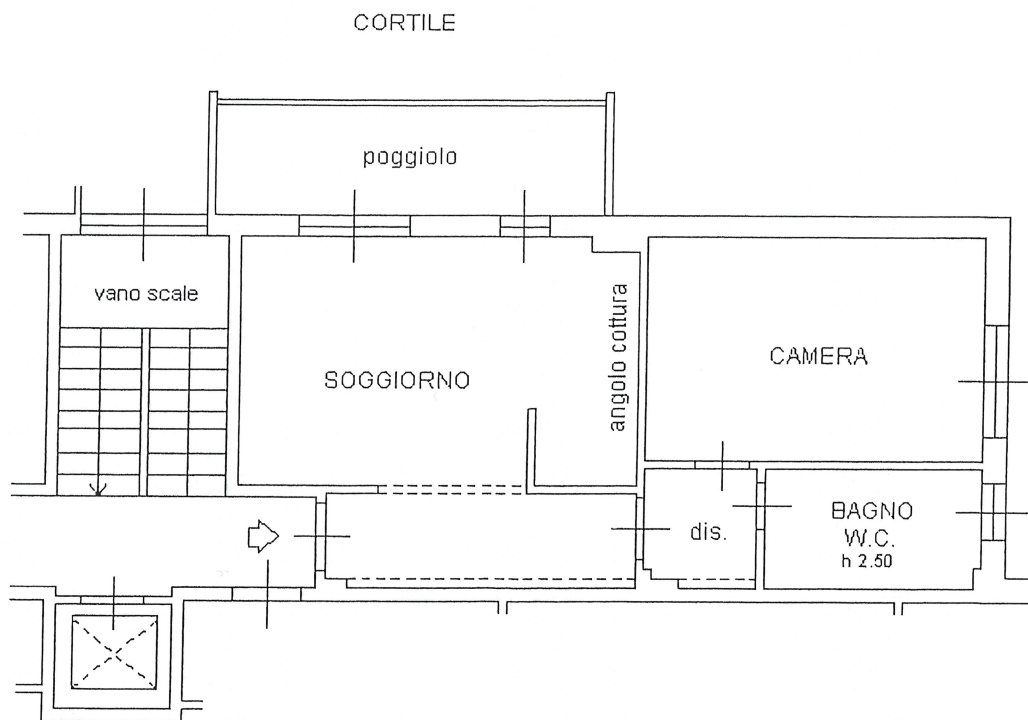 CORTILE
poggiolo
vano scale
angolo cottura
CAMERA
SOGGIORNO
BAGNO
W.C.
h 2.50
dis.